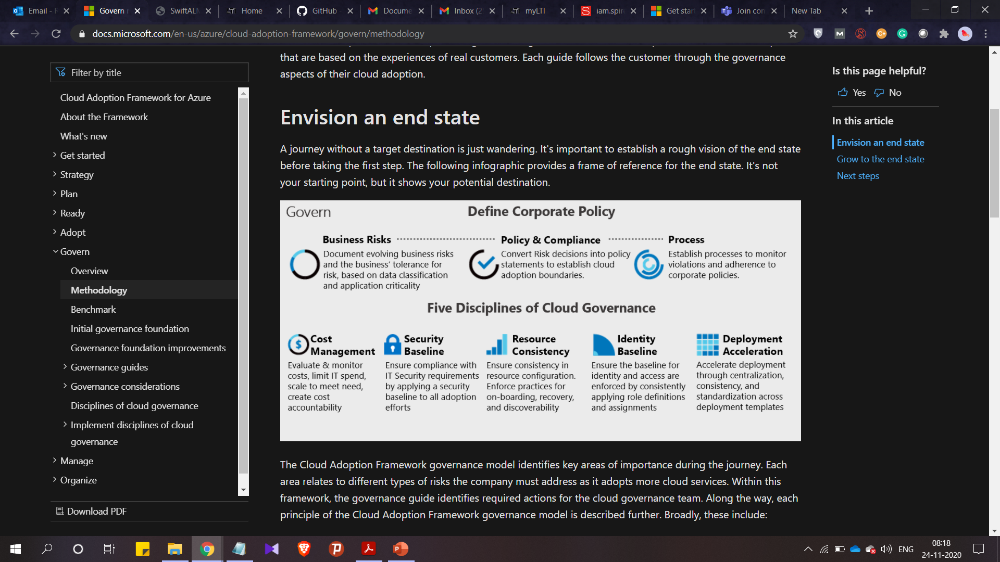 Email - R
Govern
SwiftALM
Home
GitHub
Docume
Inbox (2
myLTI
iam.spir
Get star
Join con
New Tab
docs.microsoft.com/en-us/azure/cloud-adoption-framework/govern/methodology
Filter by title
Cloud Adoption Framework for Azure
About the Framework
What's new
Get started
Strategy
Plan
Ready
Adopt
Govern
Overview
Methodology
Benchmark
Initial governance foundation
Governance foundation improvements
Governance guides
Governance considerations
Disciplines of cloud governance
Implement disciplines of cloud
governance
Manage
Organize
Download PDF
that are based on the experiences of real customers. Each guide follows the customer through the governance
aspects of their cloud adoption.
Envision an end state
A journey without a target destination is just wandering. It's important to establish a rough vision of the end state
before taking the first step. The following infographic provides a frame of reference for the end state. It's not
your starting point, but it shows your potential destination.
Govern
Define Corporate Policy
Business Risks
Document evolving business risks
and the business' tolerance for
risk, based on data classification
and application criticality
Policy & Compliance
Convert Risk decisions into policy
statements to establish cloud
adoption boundaries.
Process
Establish processes to monitor
violations and adherence to
corporate policies.
Five Disciplines of Cloud Governance
Cost
Management
Evaluate & monitor
costs, limit IT spend,
scale to meet need,
create cost
accountability
Security
Baseline
Ensure compliance with
IT Security requirements
by applying a security
baseline to all adoption
efforts
Resource
Consistency
Ensure consistency in
resource configuration.
Enforce practices for
on-boarding, recovery,
and discoverability
Identity
Baseline
Ensure the baseline for
identity and access are
enforced by consistently
applying role definitions
and assignments
Deployment
Acceleration
Accelerate deployment
through centralization,
consistency, and
standardization across
deployment templates
The Cloud Adoption Framework governance model identifies key areas of importance during the journey. Each
area relates to different types of risks the company must address as it adopts more cloud services. Within this
framework, the governance guide identifies required actions for the cloud governance team. Along the way, each
principle of the Cloud Adoption Framework governance model is described further. Broadly, these include:
Is this page helpful?
Yes
No
In this article
Envision an end state
Grow to the end state
Next steps
ENG
08:18
24-11-2020